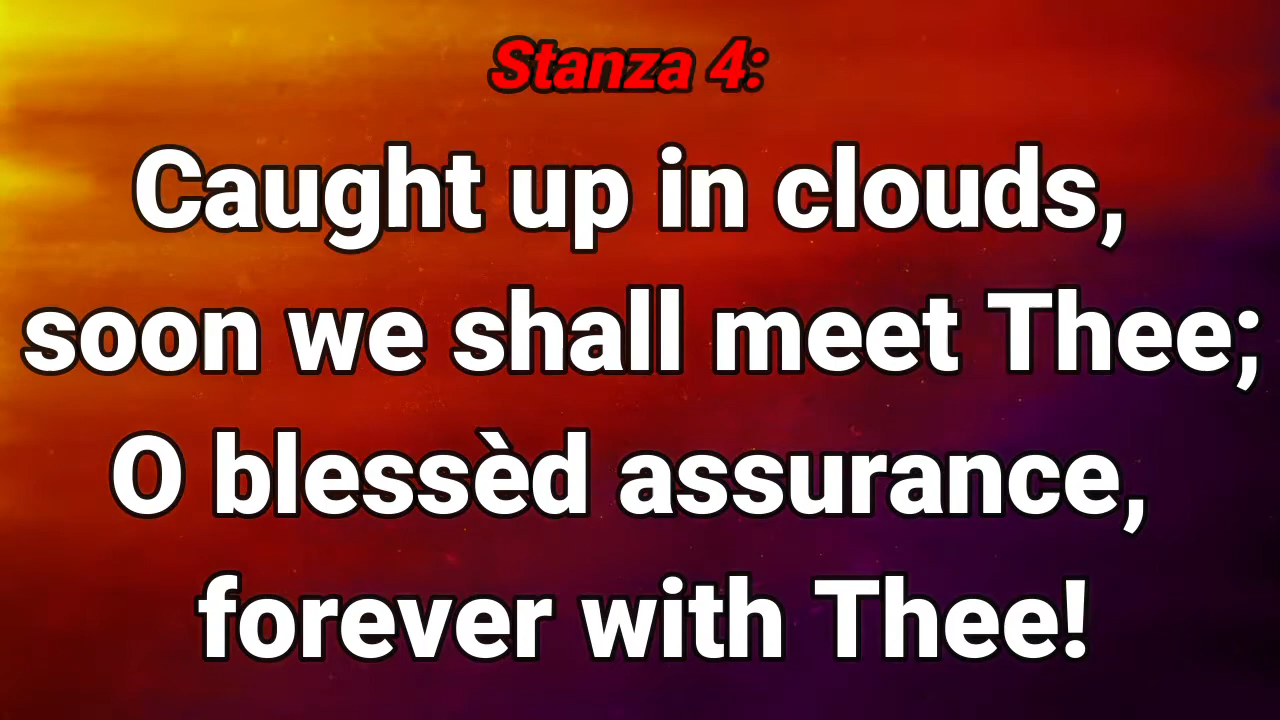 Stanza 4:
Caught up in clouds,
soon we shall meet Thee;
O blessèd assurance,
forever with Thee!